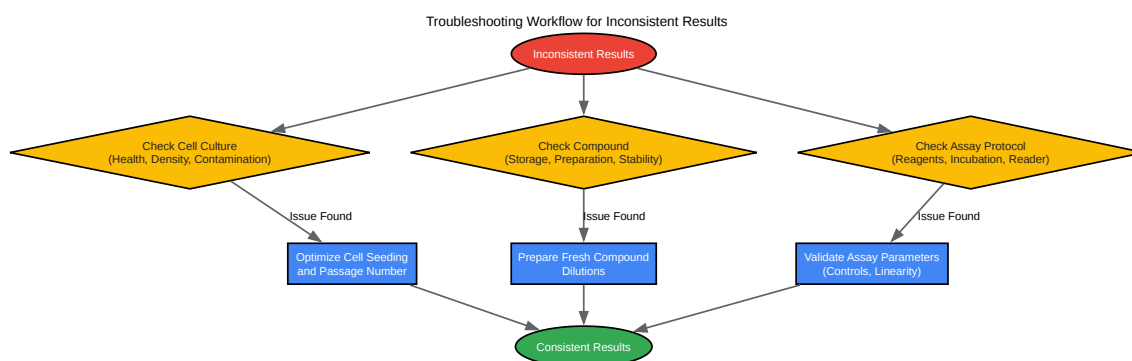 Troubleshooting Workflow for Inconsistent Results
Inconsistent Results
Check Cell Culture
(Health, Density, Contamination)
Check Compound
(Storage, Preparation, Stability)
Check Assay Protocol
(Reagents, Incubation, Reader)
Issue Found
Issue Found
Issue Found
Optimize Cell Seeding
and Passage Number
Prepare Fresh Compound
Dilutions
Validate Assay Parameters
(Controls, Linearity)
Consistent Results